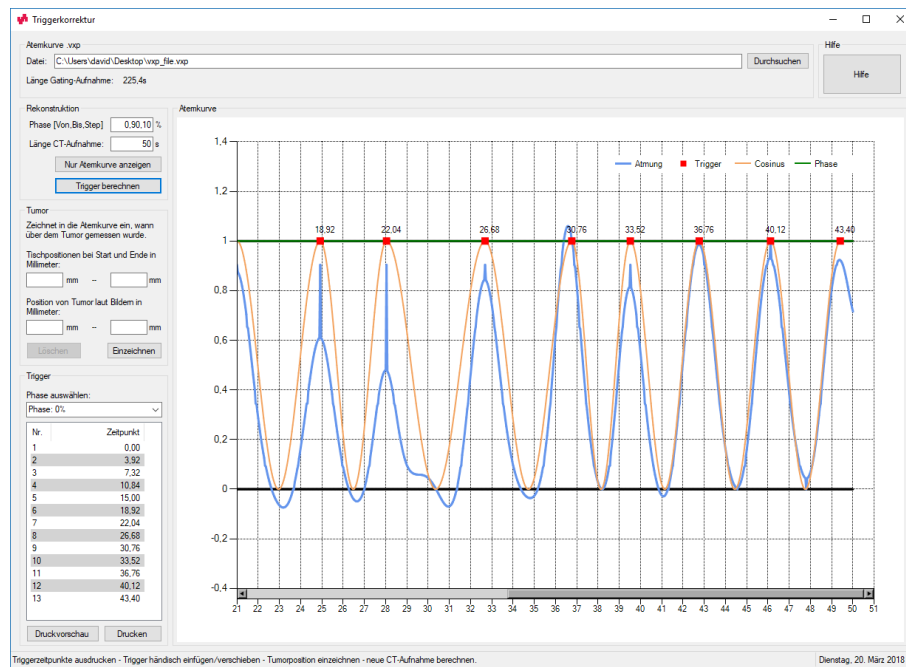 Triggerkorrektur
Atemkurve .vxp
Datei: C:\Users\david\Desktop\vxp_file.vxp Durchsuchen
Länge Gating-Aufnahme: 225,4s
Hilfe
Hilfe
Rekonstruktion
Phase [Von,Bis,Step] 0,90,10 %
Länge CT-Aufnahme: 50 s
Nur Atemkurve anzeigen
Trigger berechnen
Tumor
Zeichnet in die Atemkurve ein, wann
über dem Tumor gemessen wurde.
Tischpositionen bei Start und Ende in
Millimeter:
mm -- mm
Position von Tumor laut Bildern in
Millimeter:
mm -- mm
Löschen Einzeichnen
Trigger
Phase auswählen:
Phase: 0%
Nr. Zeitpunkt
1 0,00
2 3,92
3 7,32
4 10,84
5 15,00
6 18,92
7 22,04
8 26,68
9 30,76
10 33,52
11 36,76
12 40,12
13 43,40
Druckvorschau Drucken
Atemkurve
Atmung Trigger Cosinus Phase
18,92 22,04 26,68 30,76 33,52 36,76 40,12 43,40
1,4
1,2
1
0,8
0,6
0,4
0,2
0
-0,2
-0,4
21 22 23 24 25 26 27 28 29 30 31 32 33 34 35 36 37 38 39 40 41 42 43 44 45 46 47 48 49 50 51
Triggerzeitpunkte ausdrucken - Trigger händisch einfügen/verschieben - Tumorposition einzeichnen - neue CT-Aufnahme berechnen. Dienstag, 20. März 2018